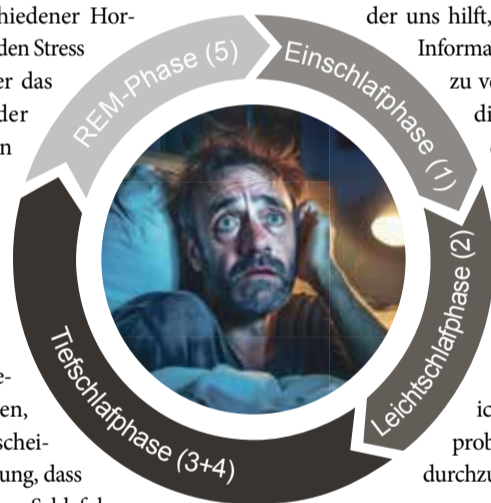 hiedener Hor-
den Stress
er das
der
n
e-
en,
schei-
ung, dass
REM-Phase (5)
Einschlafphase (1)
Leichtschlafphase (2)
Tiefschlafphase (3+4)
der uns hilft,
Informa-
zu v
di
ic
prob
durchzu